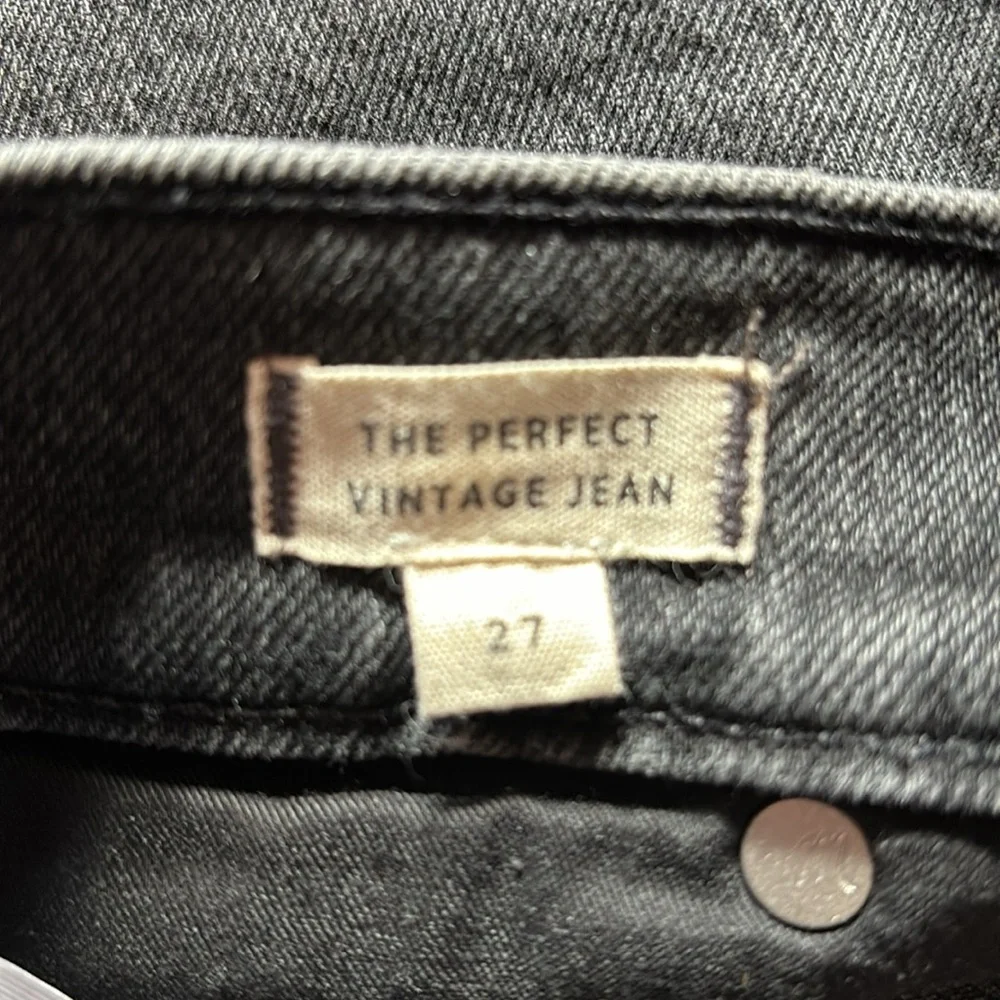 THE PERFECT
VINTAGE JEAN
27